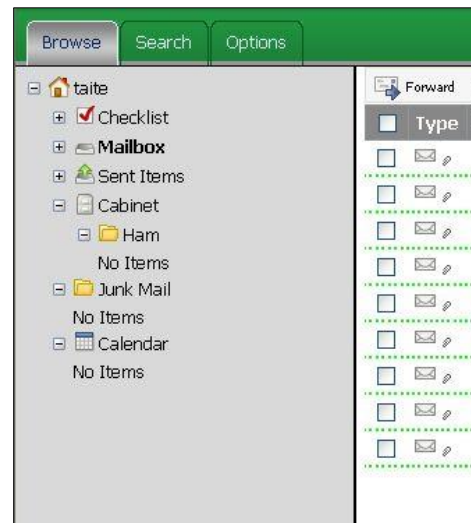 Browse Search Options
taite
Checklist
Mailbox
Sent Items
Cabinet
Ham
No Items
Junk Mail
No Items
Calendar
No Items
Forward
Type